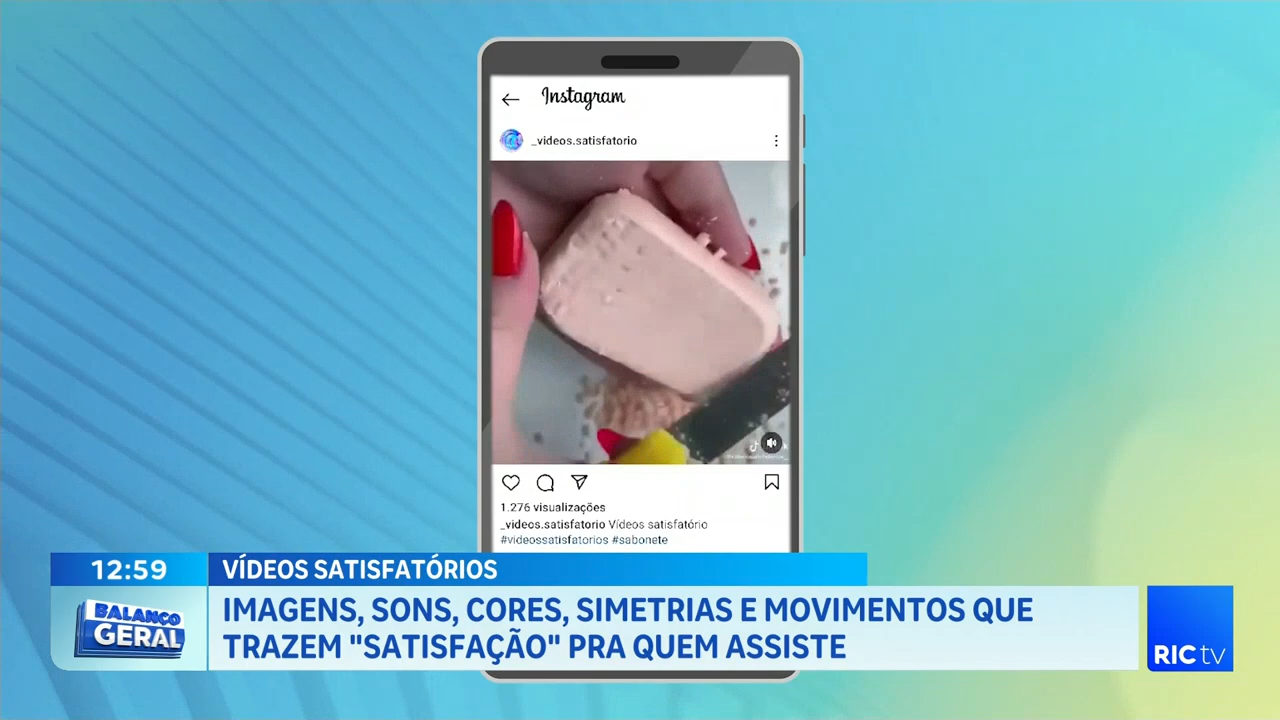 Instagram
_videos.satisfatorio
1.276 visualizações
_videos.satisfatorio Vídeos satisfatório
#videossatisfatorios #sabonete
12:59
VÍDEOS SATISFATÓRIOS
BALANÇO
GERAL
IMAGENS, SONS, CORES, SIMETRIAS E MOVIMENTOS QUE
TRAZEM "SATISFAÇÃO" PRA QUEM ASSISTE
RIC tv